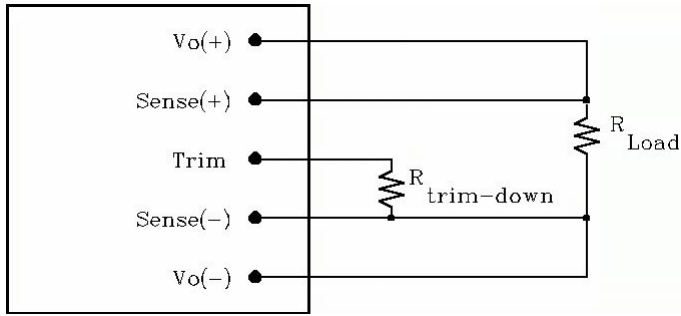 Vo(+)
Sense(+)
R
Load
Trim
R
trim-down
Sense(-)
Vo(-)